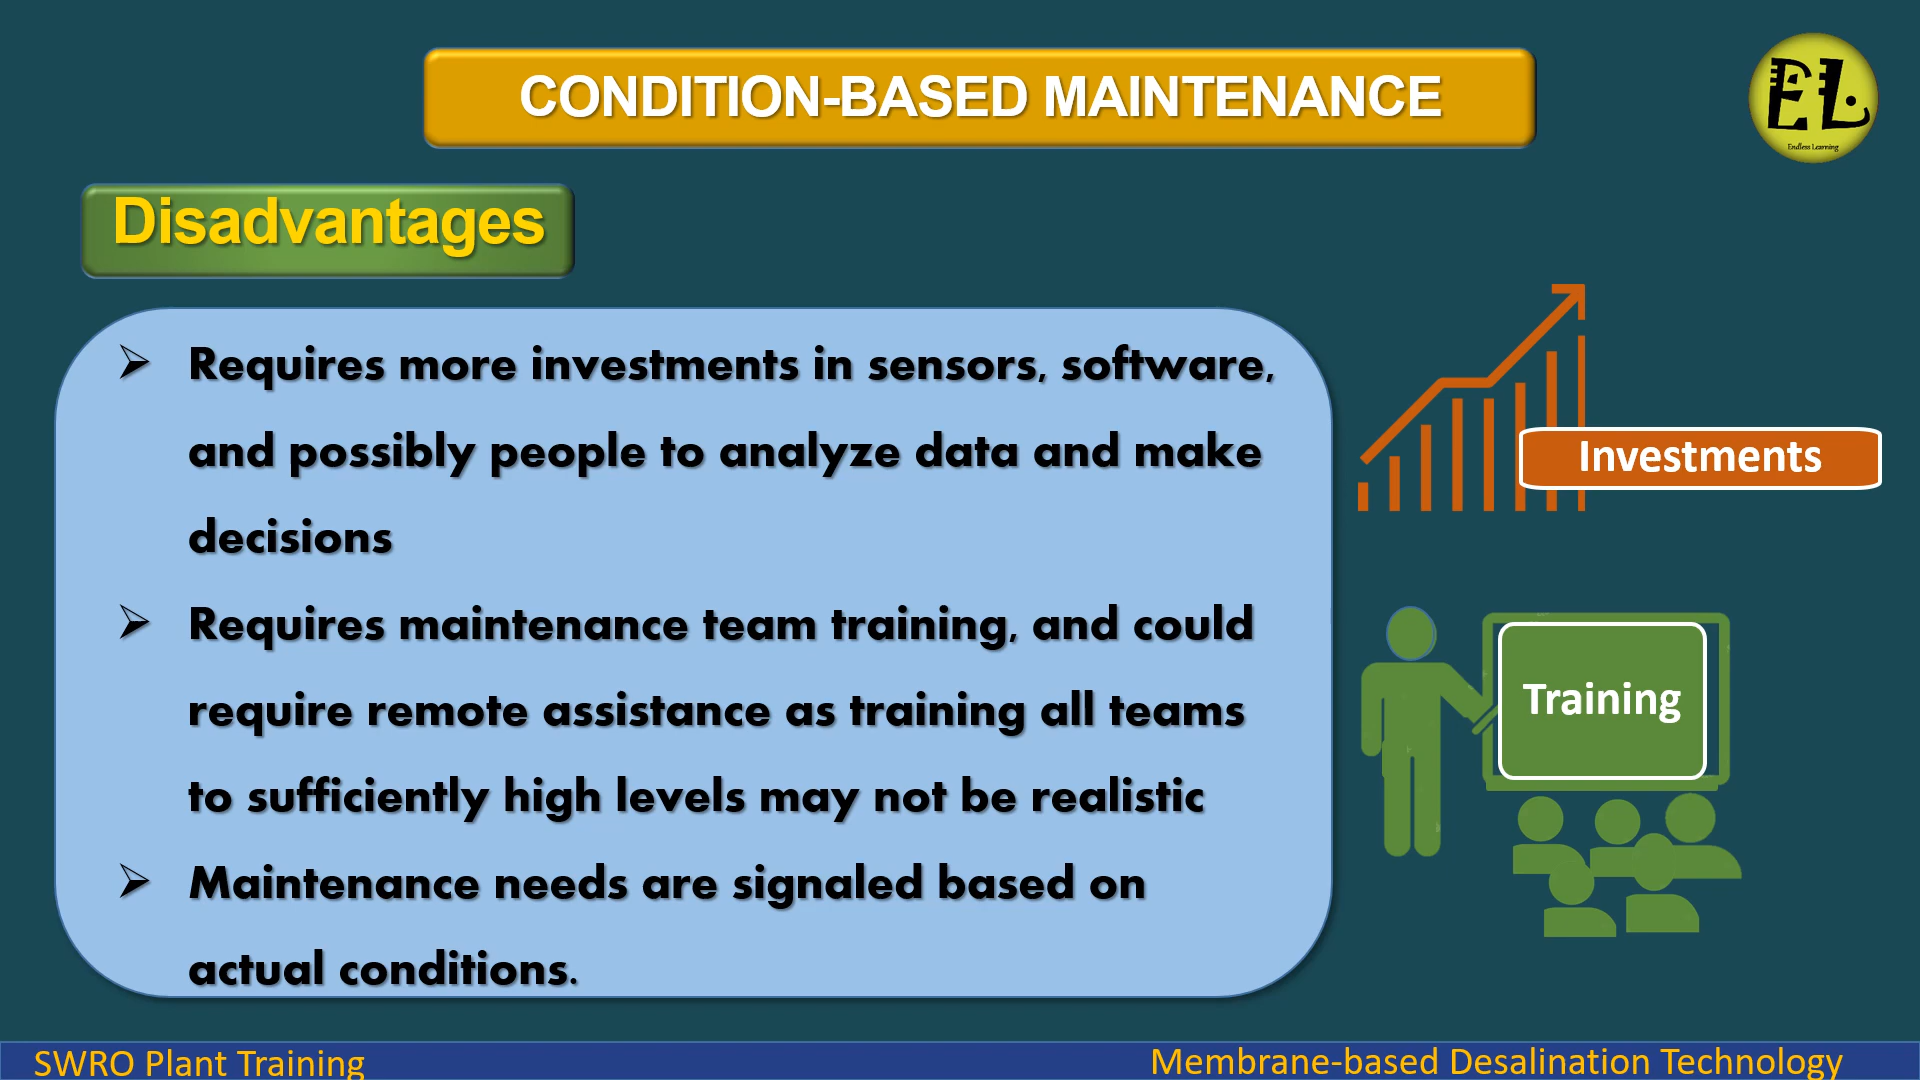 CONDITION-BASED MAINTENANCE
EL
Endless Learning
Disadvantages
➢ Requires more investments in sensors, software,
and possibly people to analyze data and make
decisions
➢ Requires maintenance team training, and could
require remote assistance as training all teams
to sufficiently high levels may not be realistic
➢ Maintenance needs are signaled based on
actual conditions.
Investments
Training
SWRO Plant Training
Membrane-based Desalination Technology